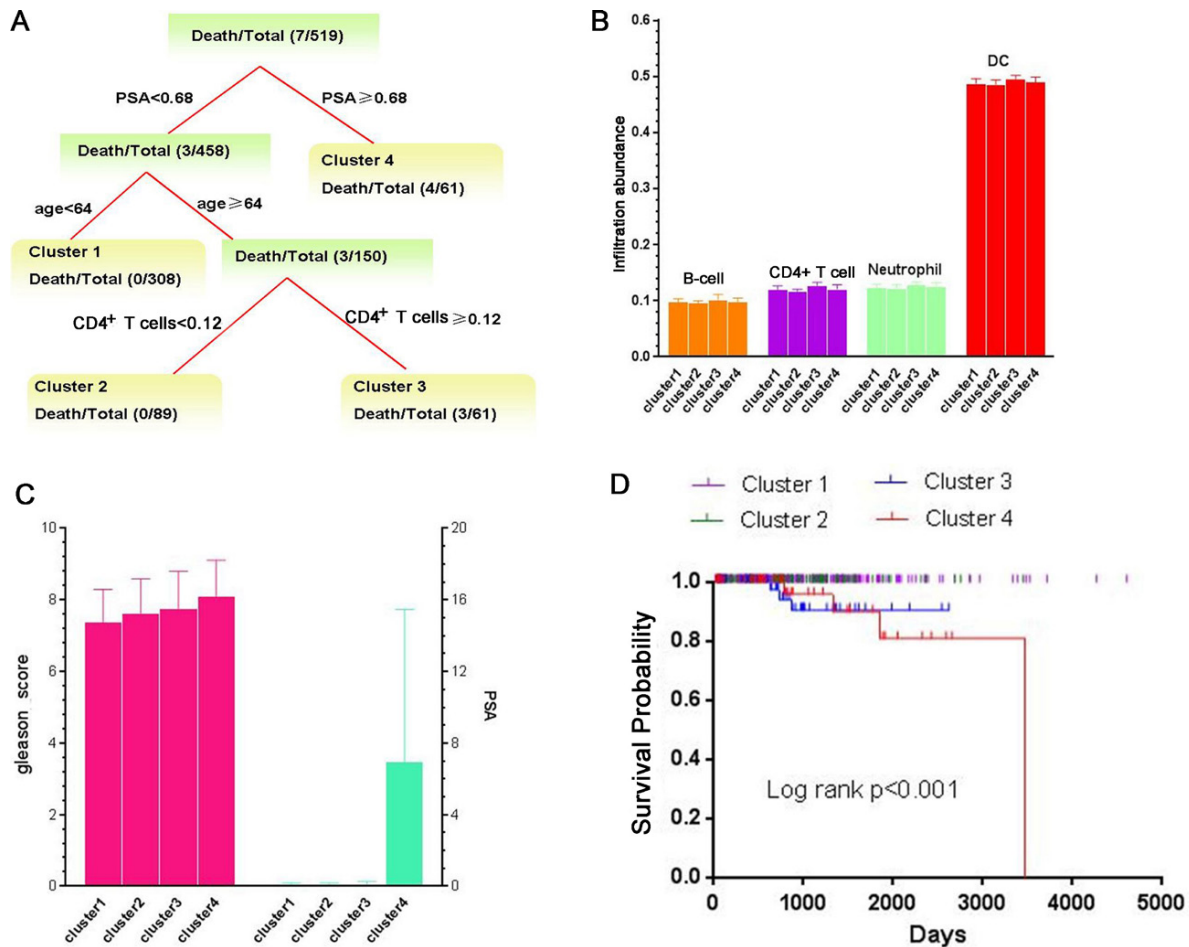 A
Death/Total (7/519)
PSA<0.68
PSA≥0.68
Death/Total (3/458)
Cluster 4
Death/Total (4/61)
age<64
age≥64
Cluster 1
Death/Total (0/308)
Death/Total (3/150)
CD4+ T cells<0.12
CD4+ T cells≥0.12
Cluster 2
Death/Total (0/89)
Cluster 3
Death/Total (3/61)
B
Infiltration abundance
0.6
0.5
0.4
0.3
0.2
0.1
0.0
B-cell
CD4+ T cell
Neutrophil
DC
cluster1
cluster2
cluster3
cluster4
cluster1
cluster2
cluster3
cluster4
cluster1
cluster2
cluster3
cluster4
cluster1
cluster2
cluster3
cluster4
C
gleason_score
10
8
6
4
2
0
20
16
12
8
4
0
PSA
cluster1
cluster2
cluster3
cluster4
cluster1
cluster2
cluster3
cluster4
D
Cluster 1
Cluster 3
Cluster 2
Cluster 4
Survival Probability
1.0
0.8
0.6
0.4
0.2
0.0
Log rank p<0.001
0 1000 2000 3000 4000 5000
Days